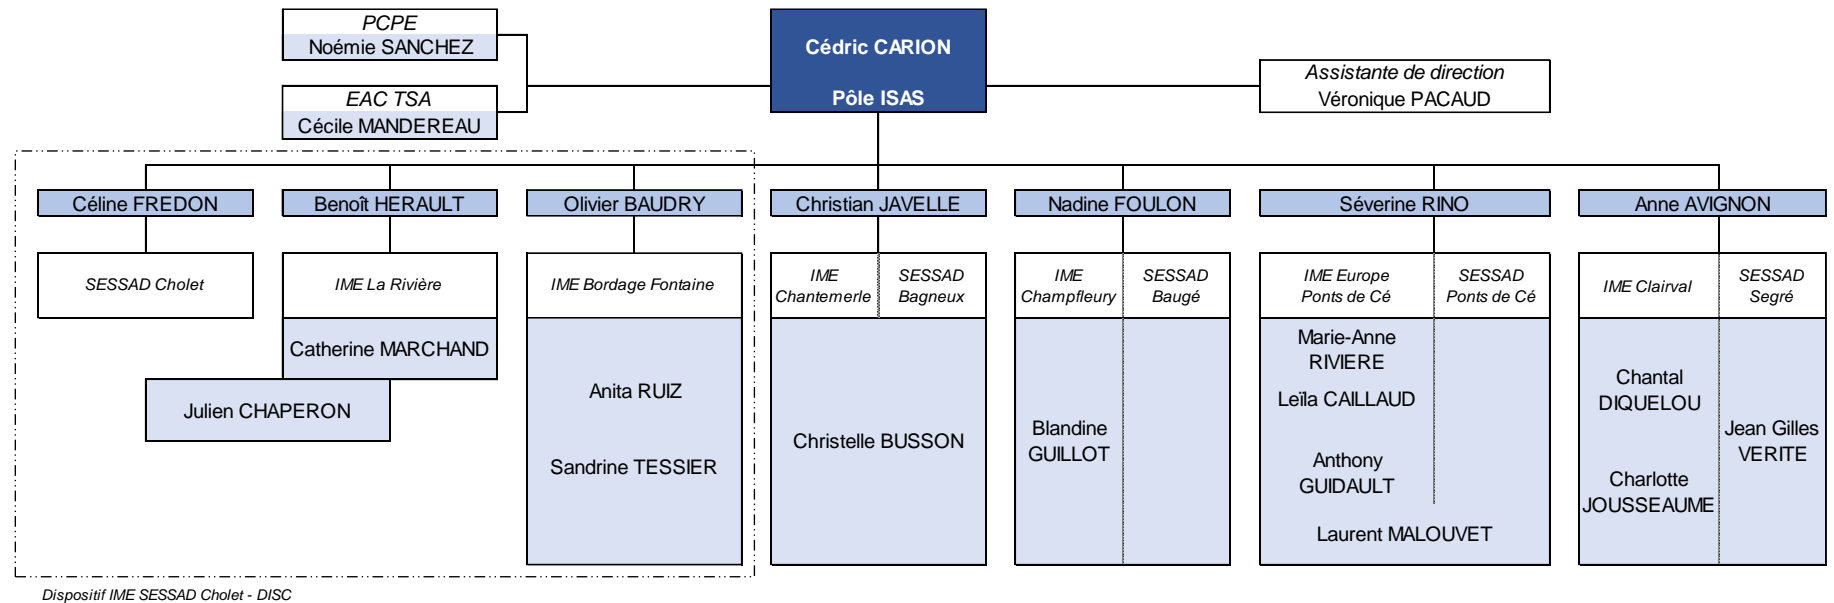 PCPE
Noémie SANCHEZ
EAC TSA
Cécile MANDEREAU
Cédric CARION
Pôle ISAS
Assistante de direction
Véronique PACAUD
Céline FREDON
Benoît HERAULT
Olivier BAUDRY
Christian JAVELLE
Nadine FOULON
Séverine RINO
Anne AVIGNON
SESSAD Cholet
IME La Rivière
IME Bordage Fontaine
IME
Chantemerle
SESSAD
Bagneux
IME
Champfleury
SESSAD
Baugé
IME Europe
Ponts de Cé
SESSAD
Ponts de Cé
IME Clairval
SESSAD
Segré
Catherine MARCHAND
Julien CHAPERON
Anita RUIZ
Sandrine TESSIER
Christelle BUSSON
Blandine
GUILLOT
Marie-Anne
RIVIERE
Leïla CAILLAUD
Anthony
GUIDAULT
Laurent MALOUVET
Chantal
DIQUELOU
Charlotte
JOUSSEAUME
Jean Gilles
VERITE
Dispositif IME SESSAD Cholet - DISC